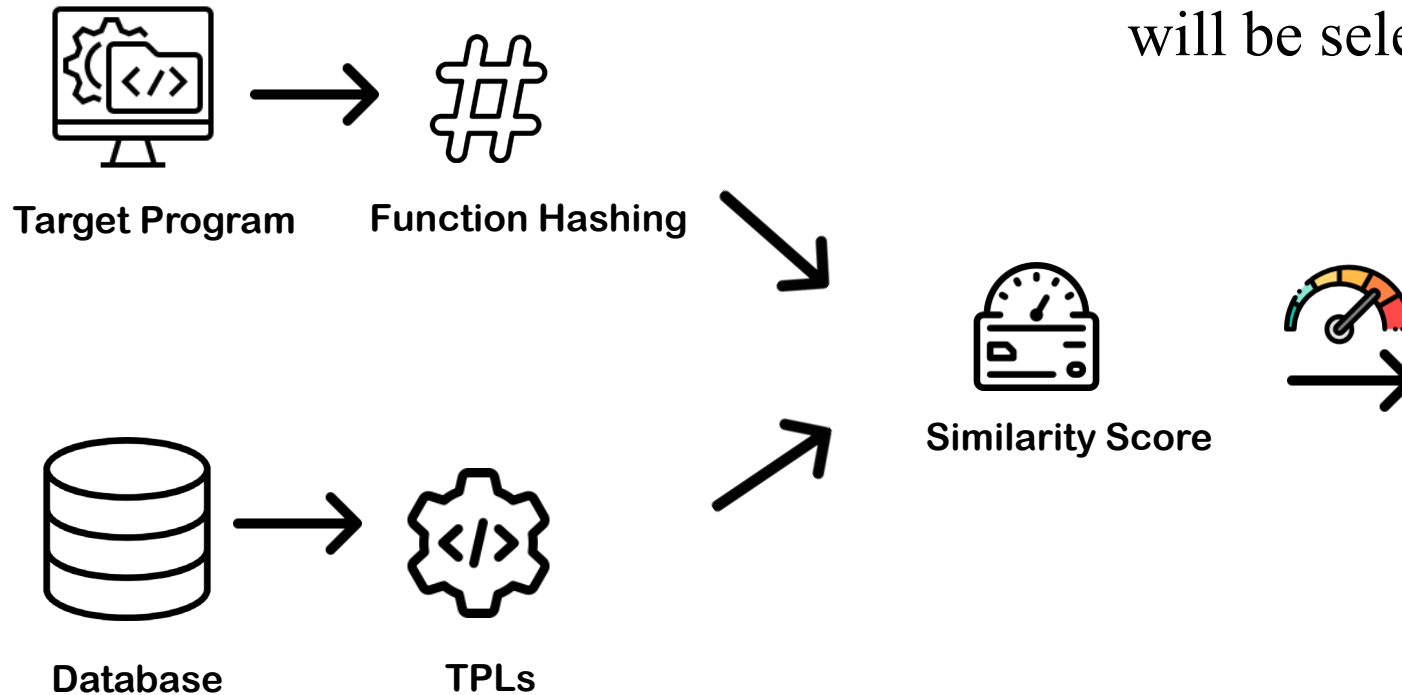 will be sele
</>
Target Program
Function Hashing
Similarity Score
</>
Database
TPLs